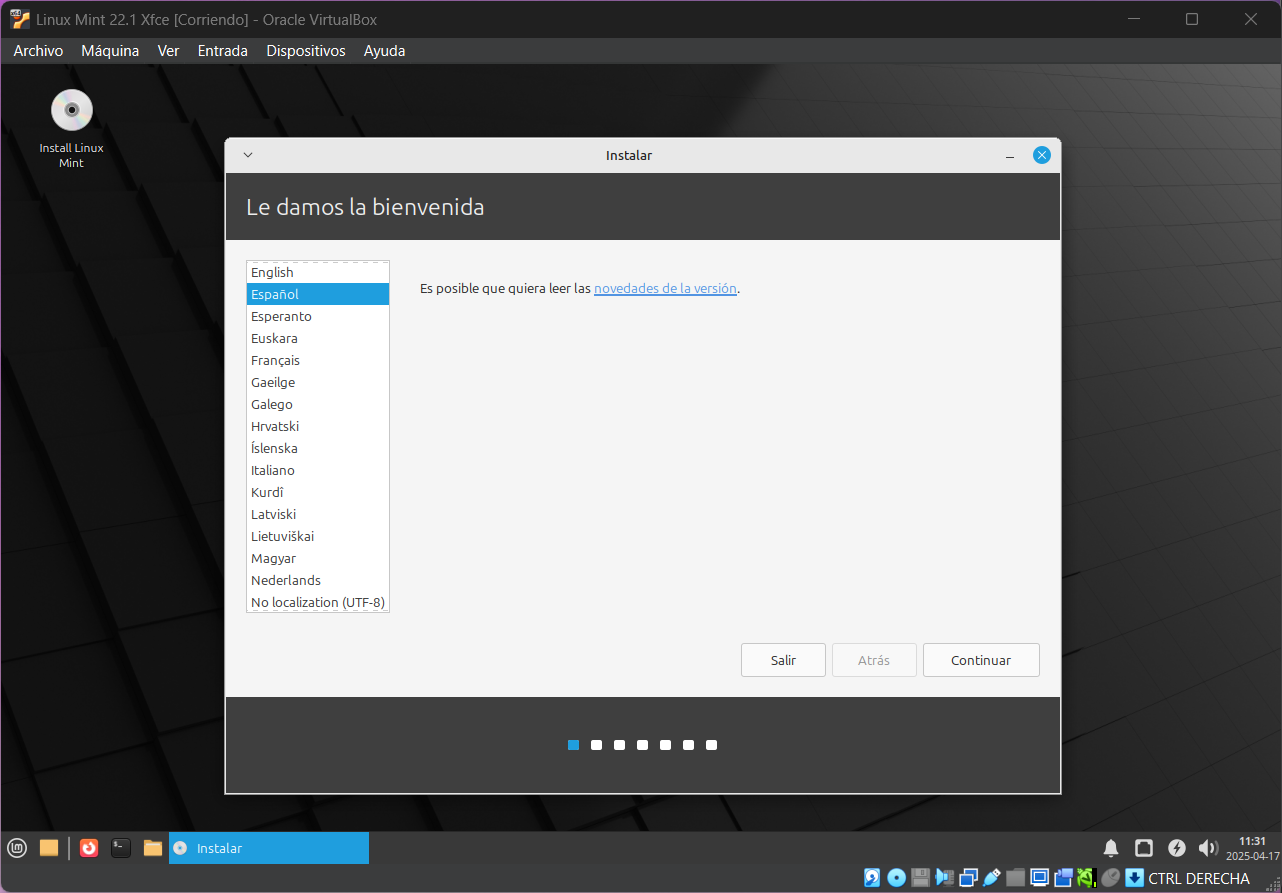 Linux Mint 22.1 Xfce [Corriendo] - Oracle VirtualBox
Archivo Máquina Ver Entrada Dispositivos Ayuda
Install Linux
Mint
Instalar
Le damos la bienvenida
English
Español
Esperanto
Euskara
Français
Gaeilge
Galego
Hrvatski
Íslenska
Italiano
Kurdî
Latviski
Lietuviškai
Magyar
Nederlands
No localization (UTF-8)
Es posible que quiera leer las novedades de la versión.
Salir Atrás Continuar
Instalar
11:31
2025-04-17
CTRL DERECHA